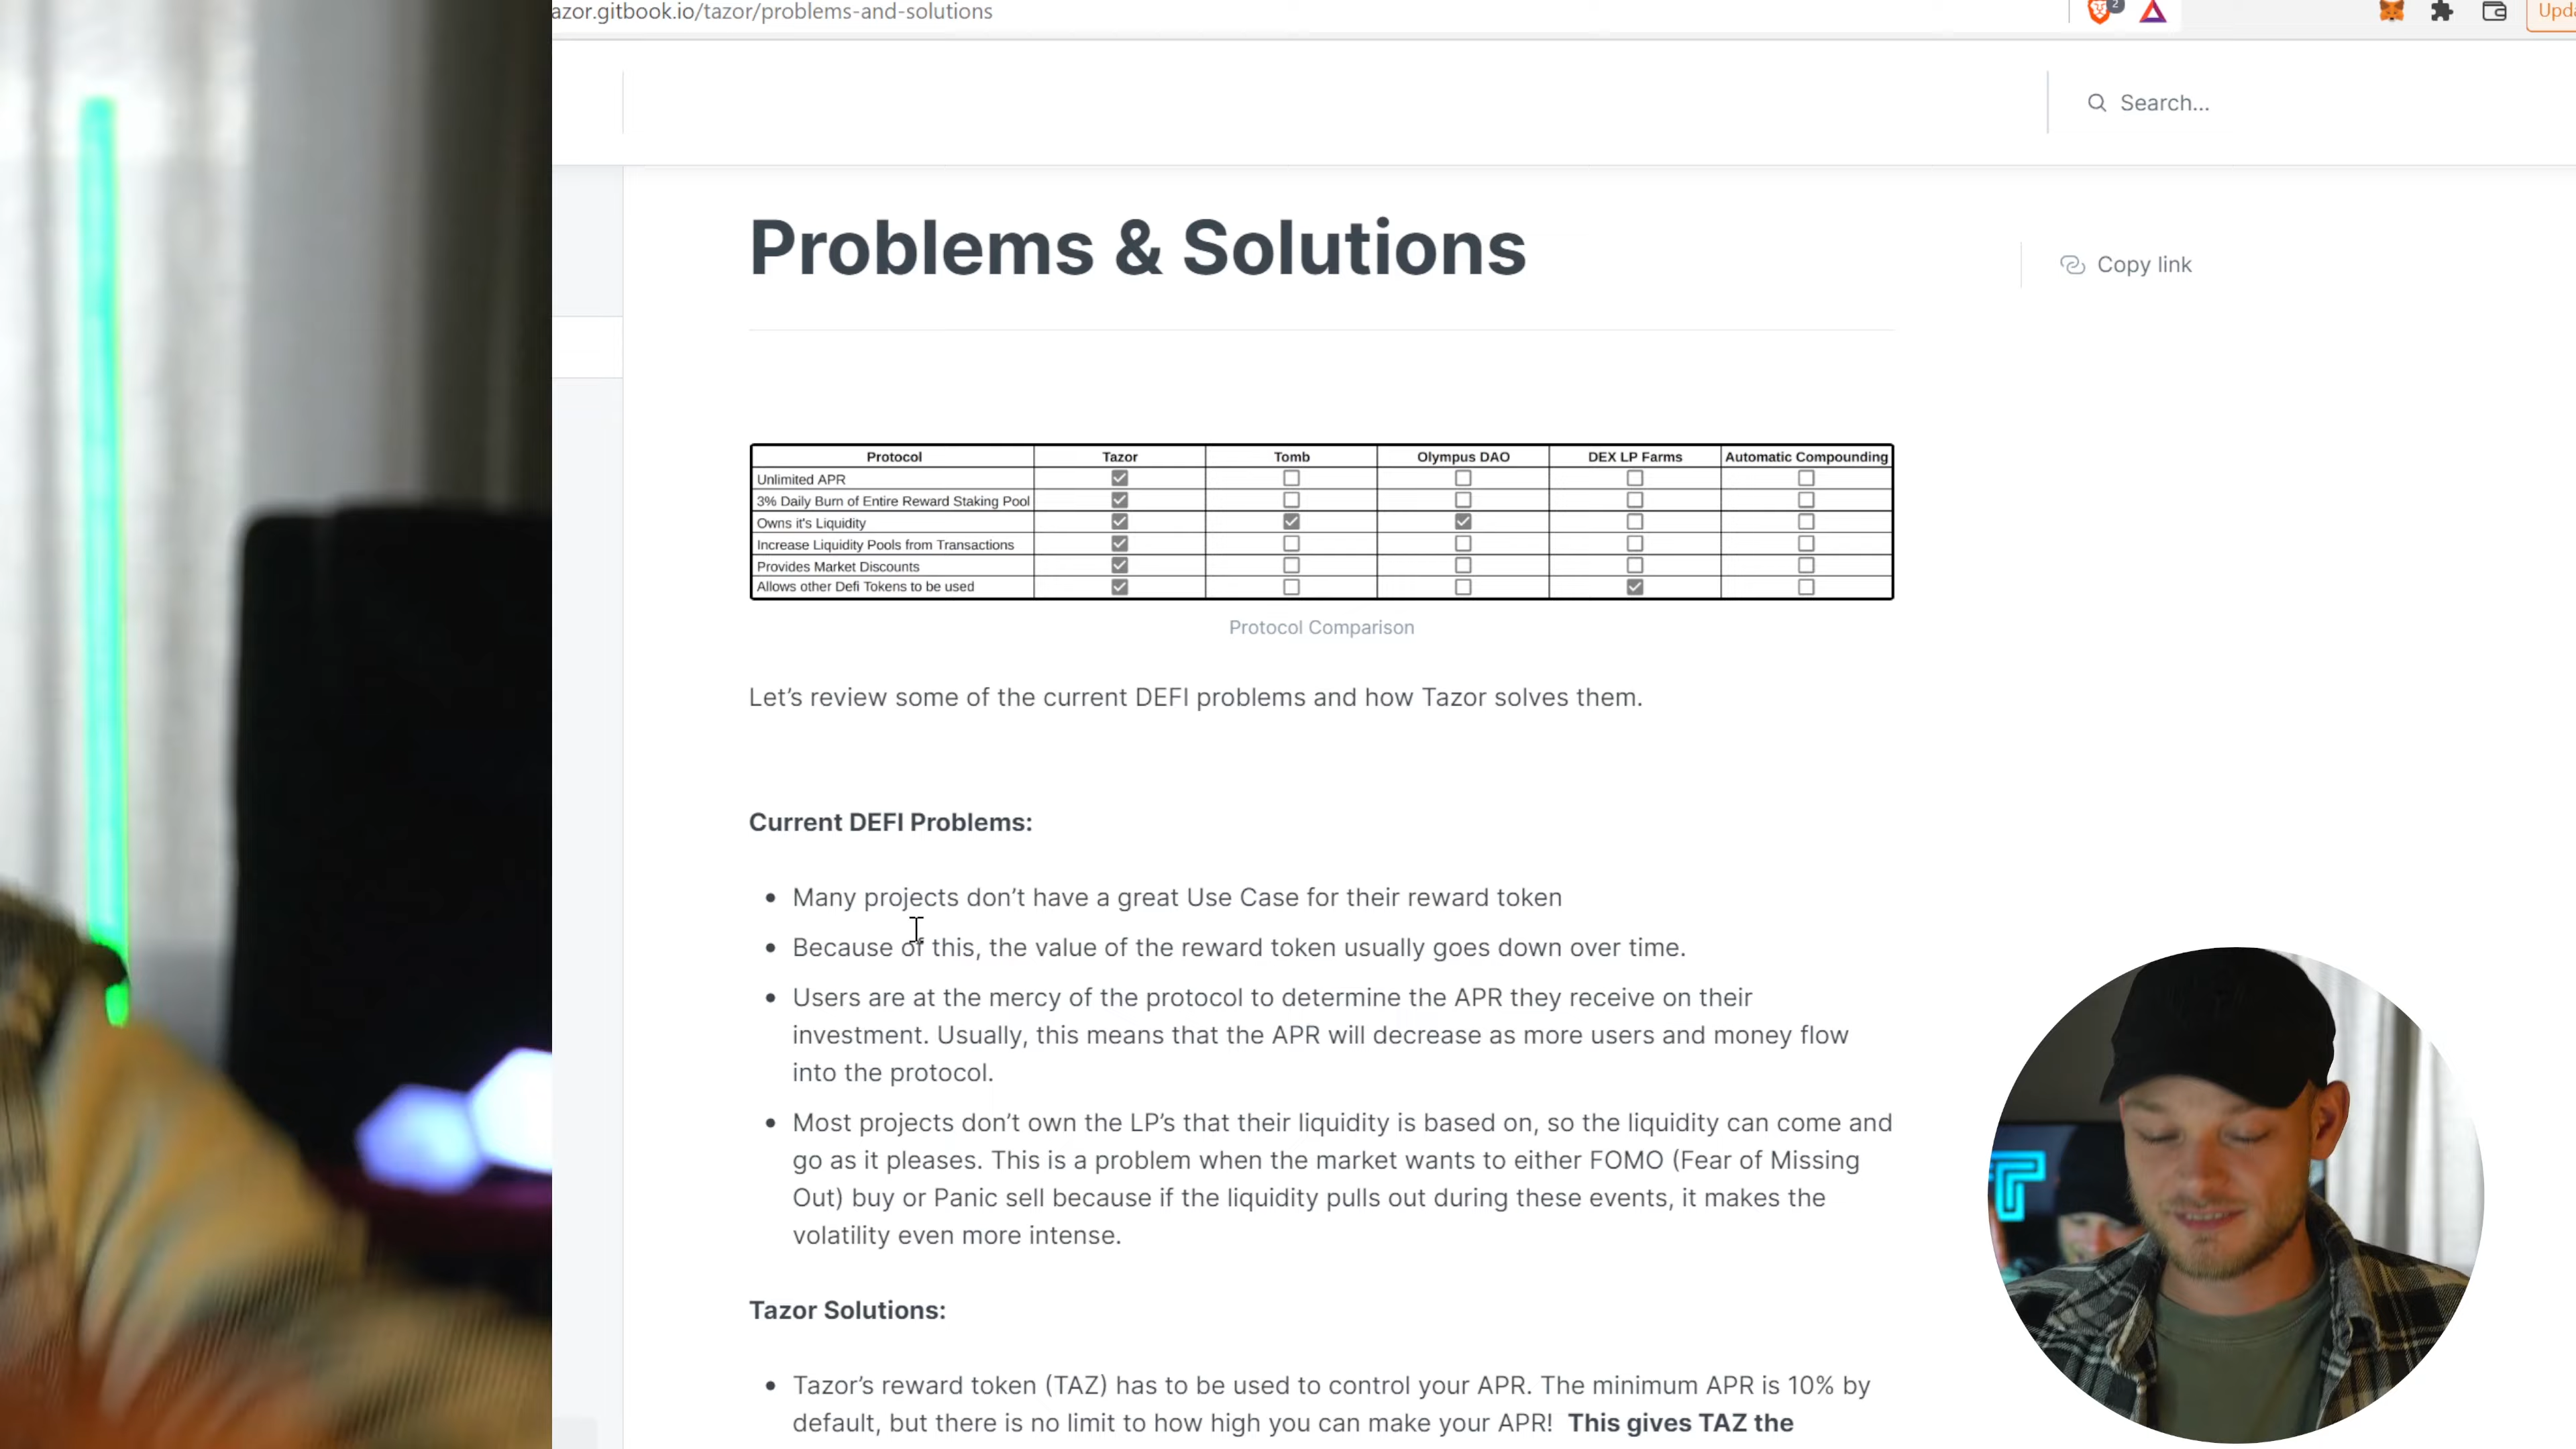 azor.gitbook.io/tazor/problems-and-solutions
2
Upda
Search...
Problems & Solutions
Copy link
Protocol Tazor Tomb Olympus DAO DEX LP Farms Automatic Compounding
Unlimited APR
3% Daily Burn of Entire Reward Staking Pool
Owns it's Liquidity
Increase Liquidity Pools from Transactions
Provides Market Discounts
Allows other Defi Tokens to be used
Protocol Comparison
Let’s review some of the current DEFI problems and how Tazor solves them.
Current DEFI Problems:
Many projects don’t have a great Use Case for their reward token
Because of this, the value of the reward token usually goes down over time.
Users are at the mercy of the protocol to determine the APR they receive on their
investment. Usually, this means that the APR will decrease as more users and money flow
into the protocol.
Most projects don’t own the LP’s that their liquidity is based on, so the liquidity can come and
go as it pleases. This is a problem when the market wants to either FOMO (Fear of Missing
Out) buy or Panic sell because if the liquidity pulls out during these events, it makes the
volatility even more intense.
Tazor Solutions:
Tazor’s reward token (TAZ) has to be used to control your APR. The minimum APR is 10% by
default, but there is no limit to how high you can make your APR! This gives TAZ the